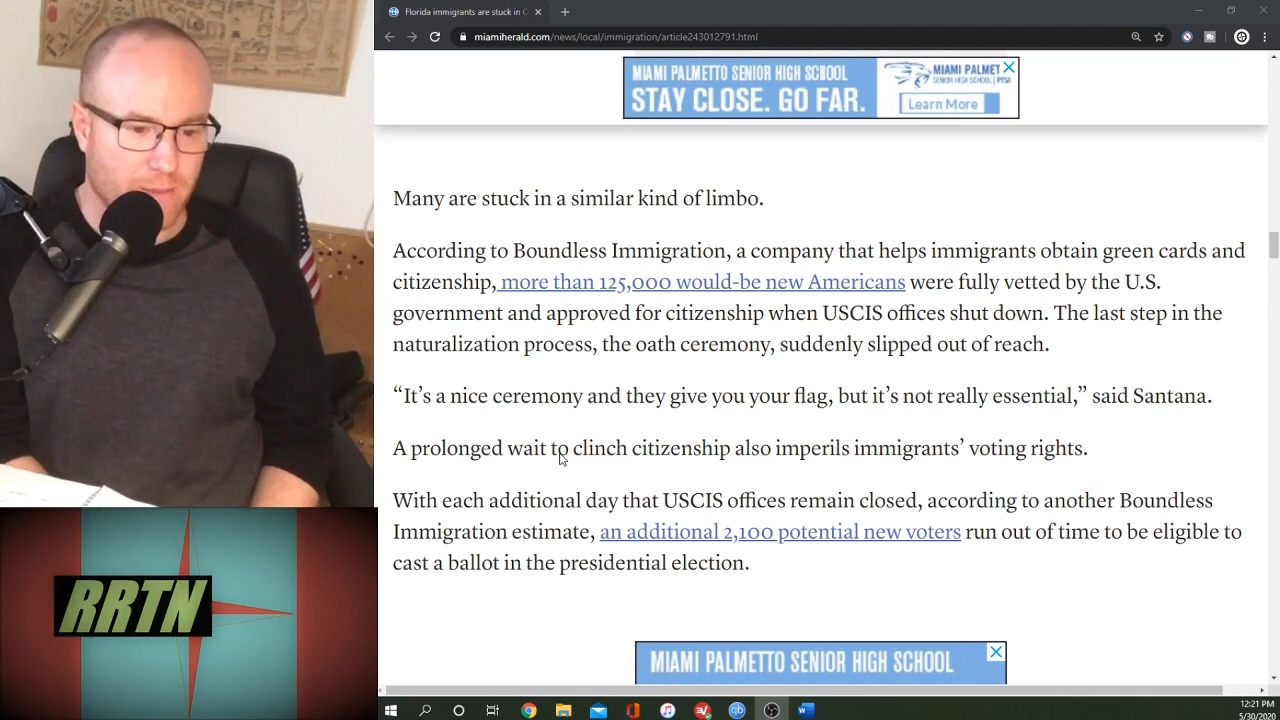 Florida immigrants are stuck in C
miamiherald.com/news/local/immigration/article243012791.html
MIAMI PALMETTO SENIOR HIGH SCHOOL
STAY CLOSE. GO FAR.
MIAMI PALMET
SENIOR HIGH SCHOOL
Learn More
Many are stuck in a similar kind of limbo.
According to Boundless Immigration, a company that helps immigrants obtain green cards and
citizenship, more than 125,000 would-be new Americans were fully vetted by the U.S.
government and approved for citizenship when USCIS offices shut down. The last step in the
naturalization process, the oath ceremony, suddenly slipped out of reach.
“It’s a nice ceremony and they give you your flag, but it’s not really essential,” said Santana.
A prolonged wait to clinch citizenship also imperils immigrants’ voting rights.
With each additional day that USCIS offices remain closed, according to another Boundless
Immigration estimate, an additional 2,100 potential new voters run out of time to be eligible to
cast a ballot in the presidential election.
MIAMI PALMETTO SENIOR HIGH SCHOOL
RRTN
12:21 PM
5/30/2020